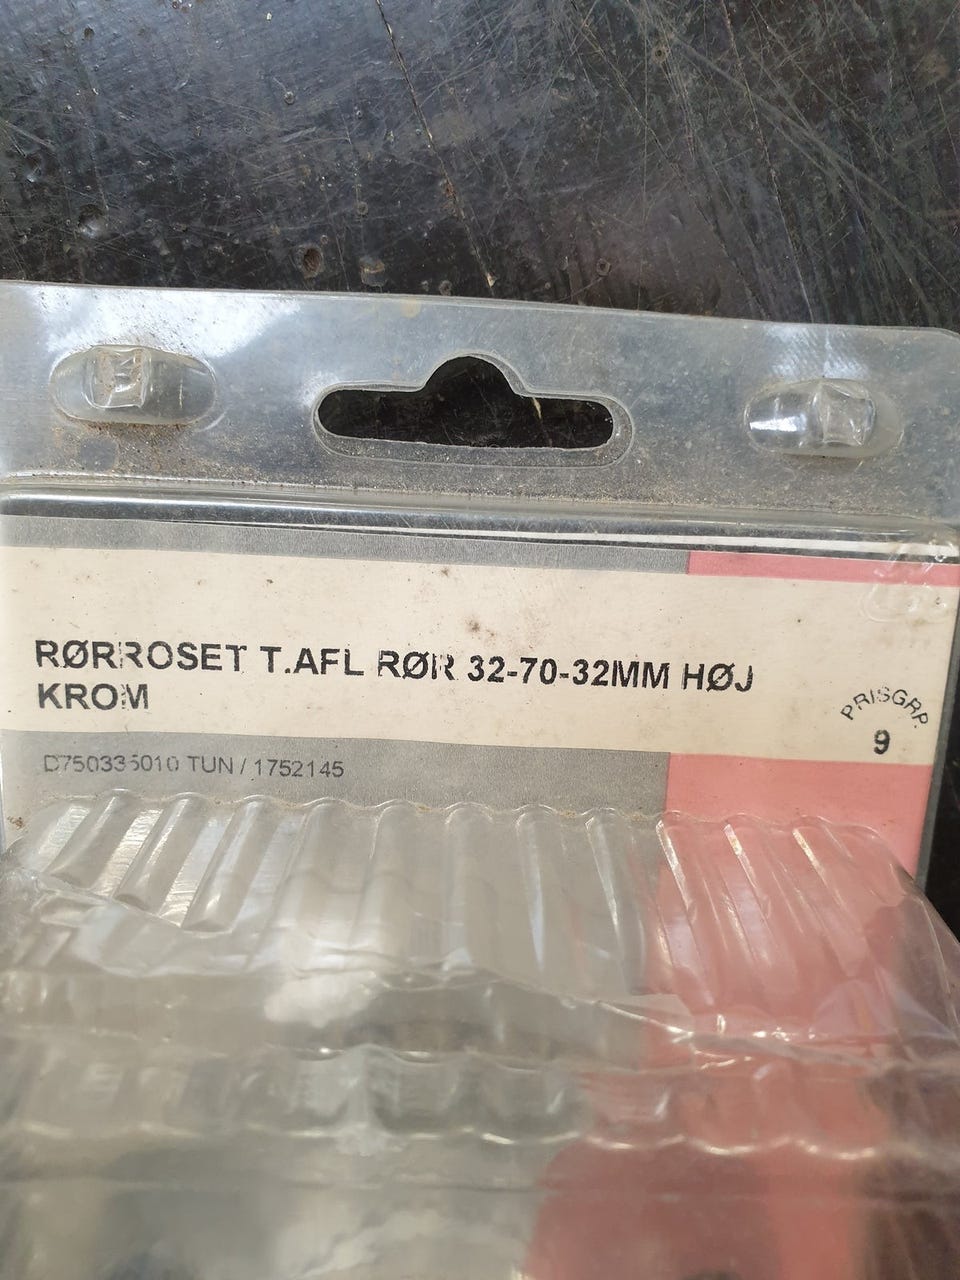 RØRROSET T.AFL RØR 32-70-32MM HØJ
KROM
PRISGRP.
9
D750335010 TUN / 1752145